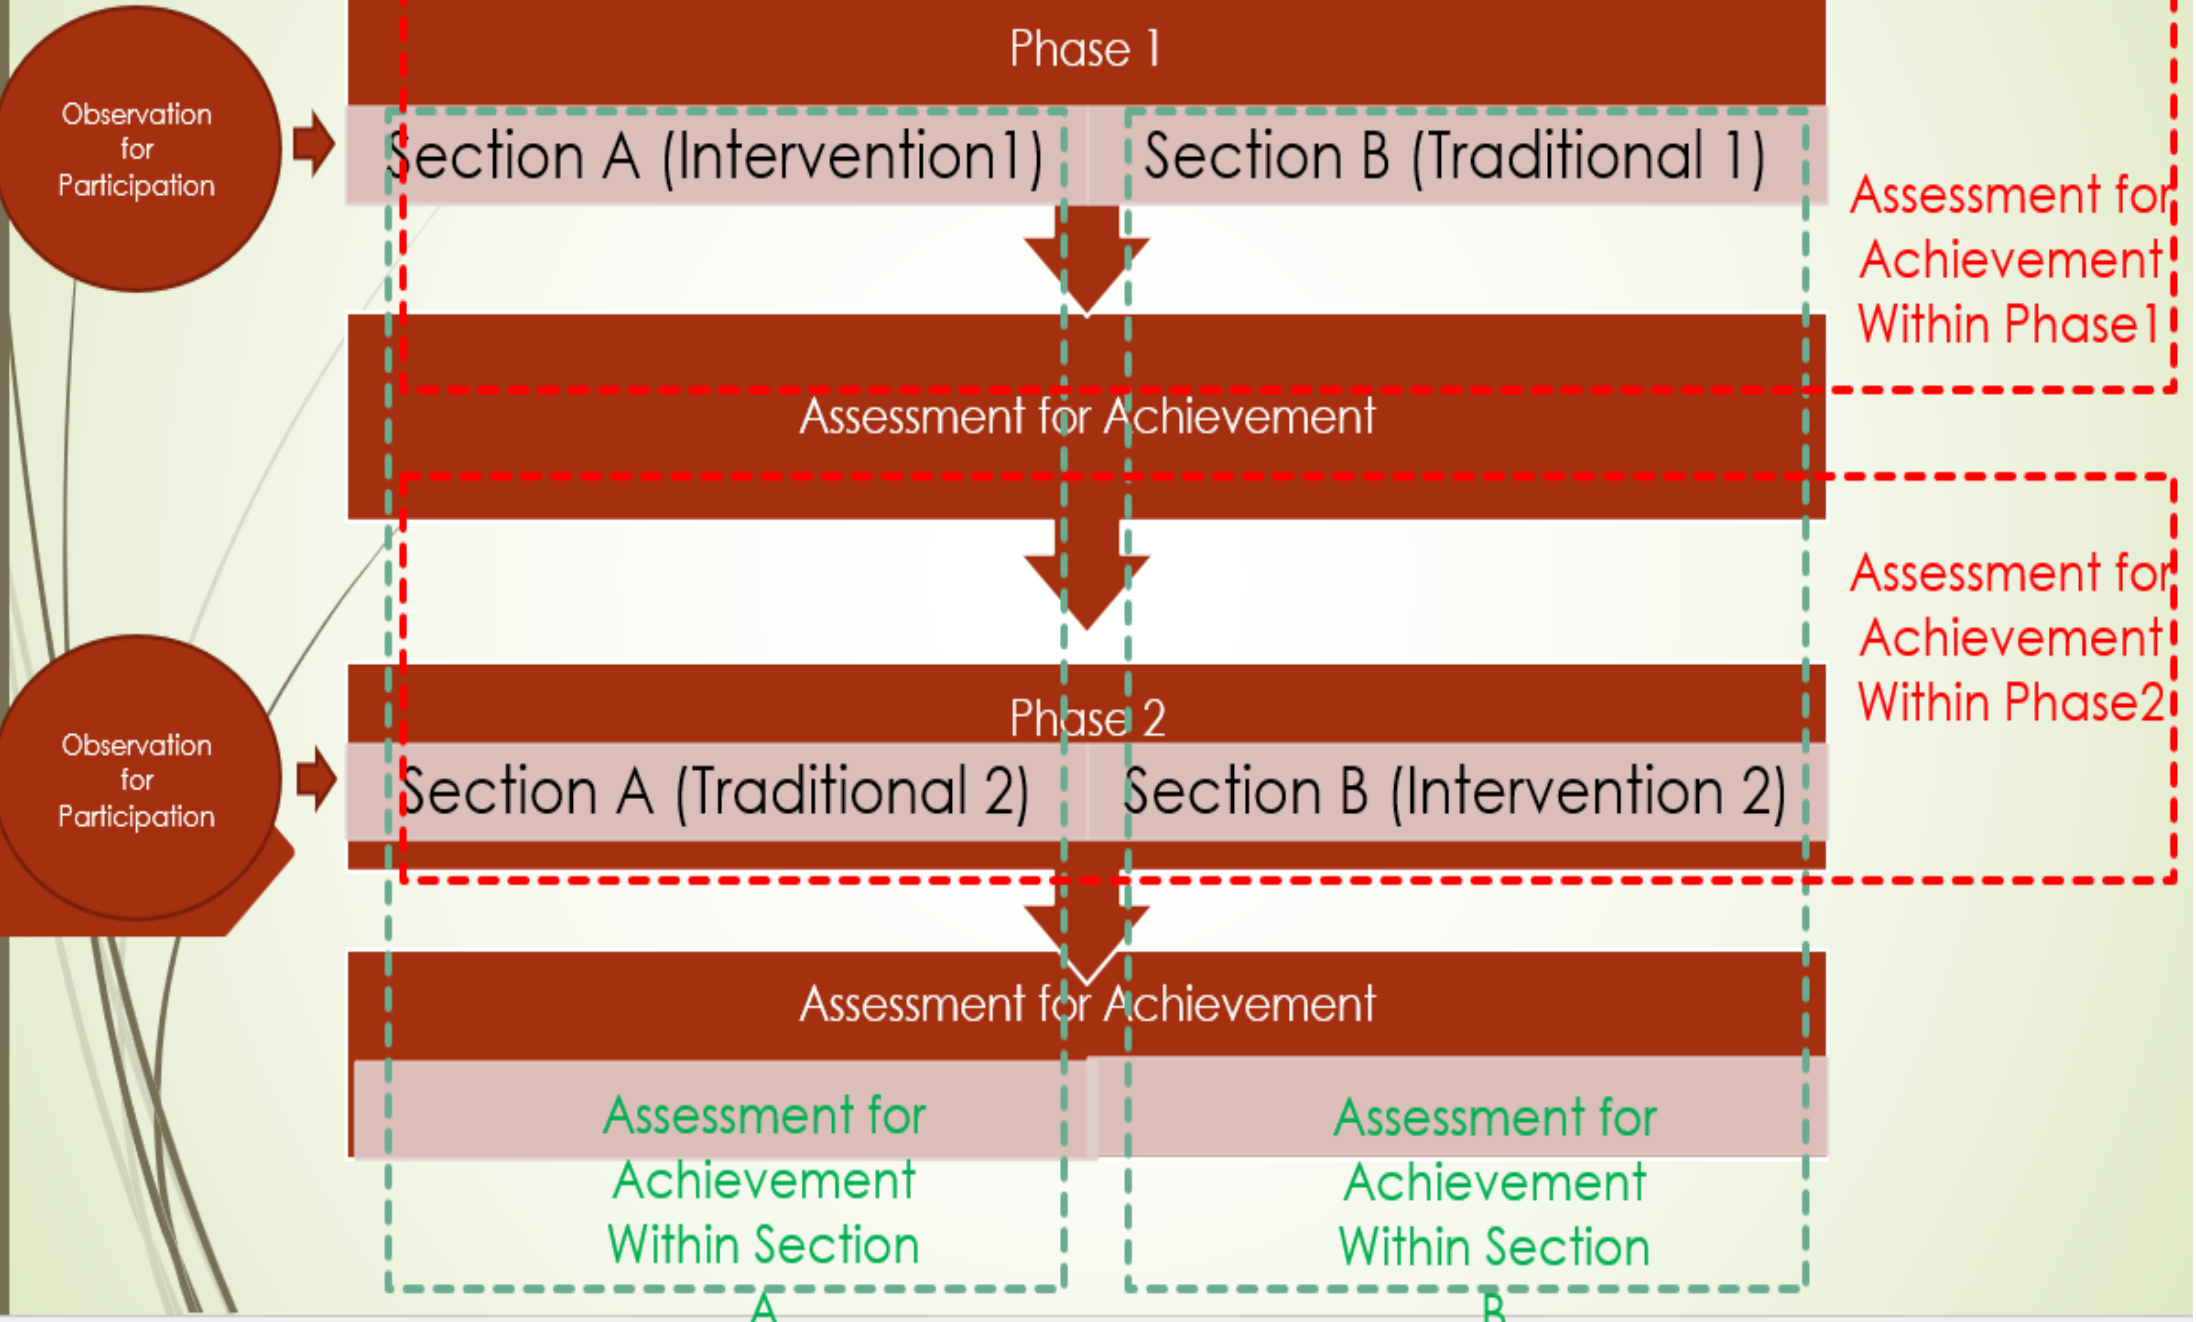 Phase 1
Observation
for
Participation
Section A (Intervention1)
Section B (Traditional 1)
Assessment for
Achievement
Within Phase1
Assessment for Achievement
Assessment for
Achievement
Within Phase2
Phase 2
Observation
for
Participation
Section A (Traditional 2)
Section B (Intervention 2)
Assessment for Achievement
Assessment for
Achievement
Within Section
A
Assessment for
Achievement
Within Section
B